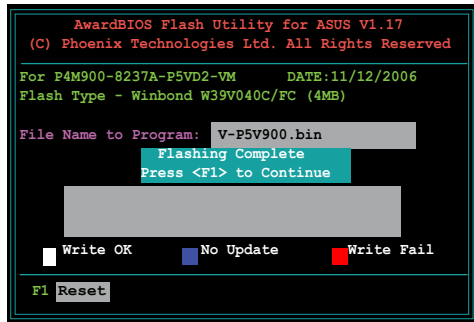 AwardBIOS Flash Utility for ASUS V1.17
(C) Phoenix Technologies Ltd. All Rights Reserved
For P4M900-8237A-P5VD2-VM DATE:11/12/2006
Flash Type - Winbond W39V040C/FC (4MB)
File Name to Program: V-P5V900.bin
Flashing Complete
Press <F1> to Continue
Write OK No Update Write Fail
F1 Reset